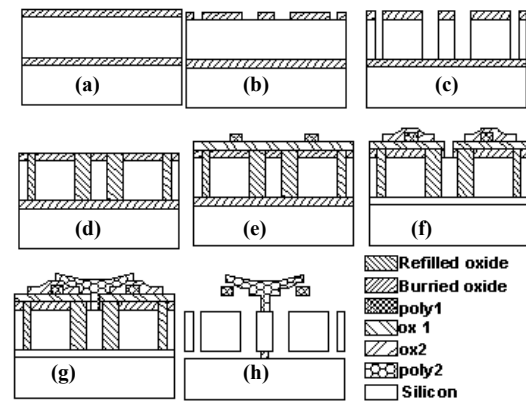 (a)
(b)
(c)
(d)
(e)
(f)
(g)
(h)
Refilled oxide
Burried oxide
poly1
ox 1
ox2
poly2
Silicon